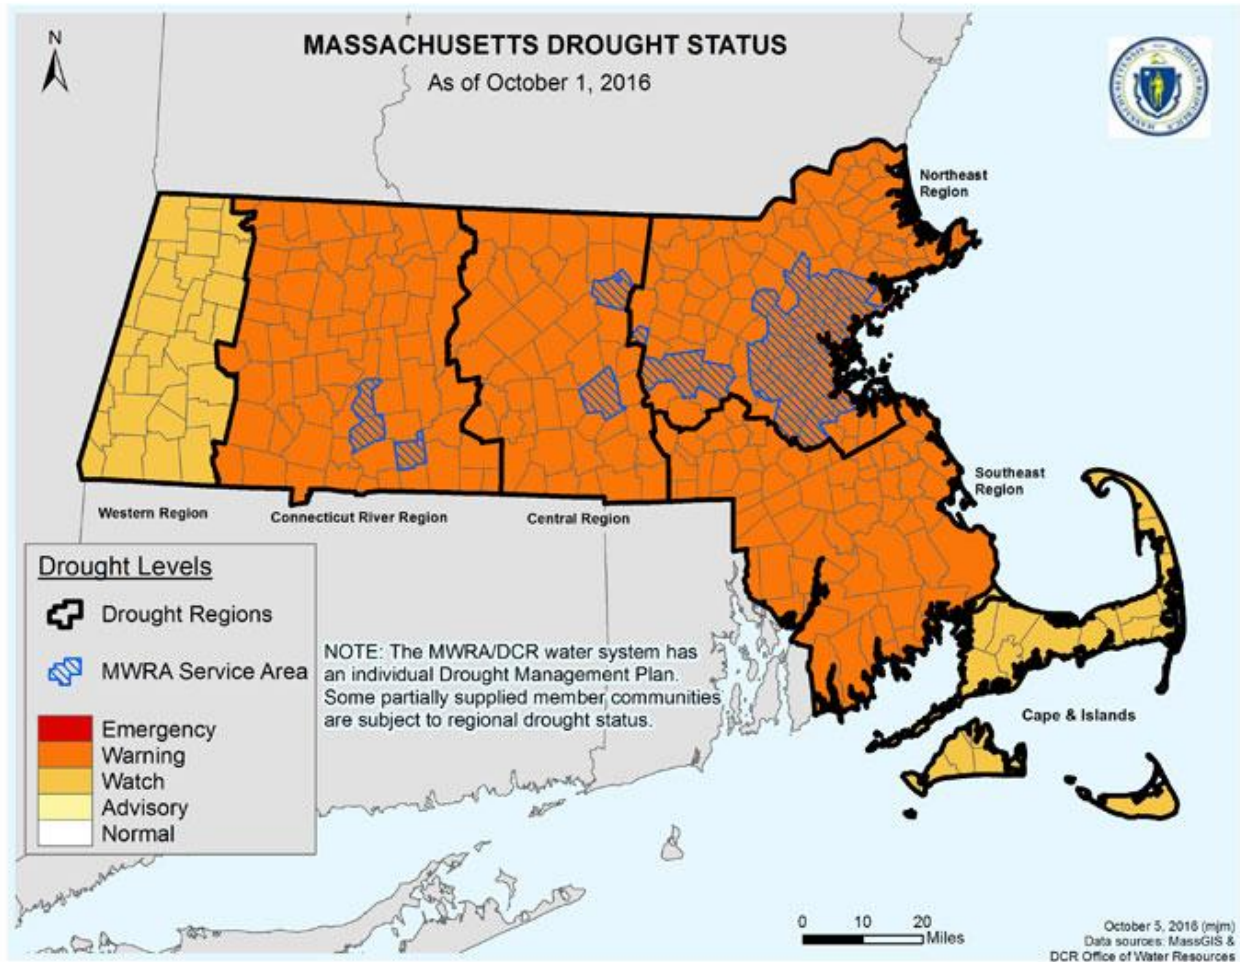 N
MASSACHUSETTS DROUGHT STATUS
As of October 1, 2016
Northeast
Region
Southeast
Region
Western Region
Connecticut River Region
Central Region
Cape & Islands
Drought Levels
Drought Regions
MWRA Service Area
Emergency
Warning
Watch
Advisory
Normal
NOTE: The MWRA/DCR water system has
an individual Drought Management Plan.
Some partially supplied member communities
are subject to regional drought status.
0 10 20
Miles
October 5, 2016 (mjm)
Data sources: MassGIS &
DCR Office of Water Resources